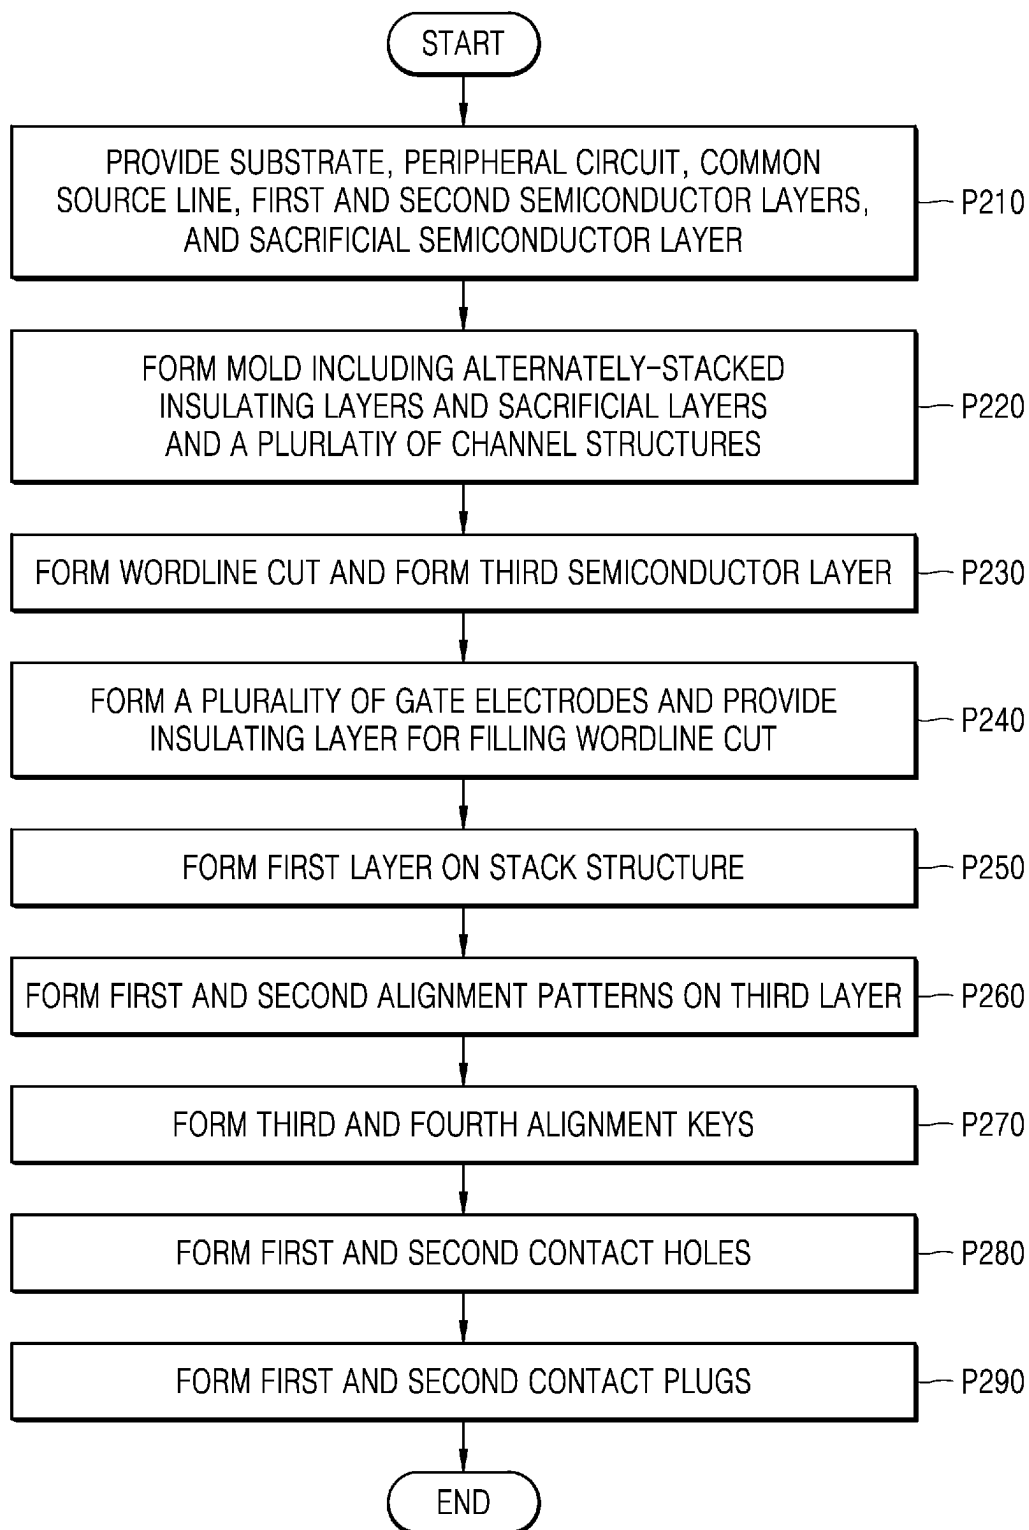 START
PROVIDE SUBSTRATE, PERIPHERAL CIRCUIT, COMMON
SOURCE LINE, FIRST AND SECOND SEMICONDUCTOR LAYERS,
AND SACRIFICIAL SEMICONDUCTOR LAYER
P210
FORM MOLD INCLUDING ALTERNATELY-STACKED
INSULATING LAYERS AND SACRIFICIAL LAYERS
AND A PLURLATIY OF CHANNEL STRUCTURES
P220
FORM WORDLINE CUT AND FORM THIRD SEMICONDUCTOR LAYER
P230
FORM A PLURALITY OF GATE ELECTRODES AND PROVIDE
INSULATING LAYER FOR FILLING WORDLINE CUT
P240
FORM FIRST LAYER ON STACK STRUCTURE
P250
FORM FIRST AND SECOND ALIGNMENT PATTERNS ON THIRD LAYER
P260
FORM THIRD AND FOURTH ALIGNMENT KEYS
P270
FORM FIRST AND SECOND CONTACT HOLES
P280
FORM FIRST AND SECOND CONTACT PLUGS
P290
END